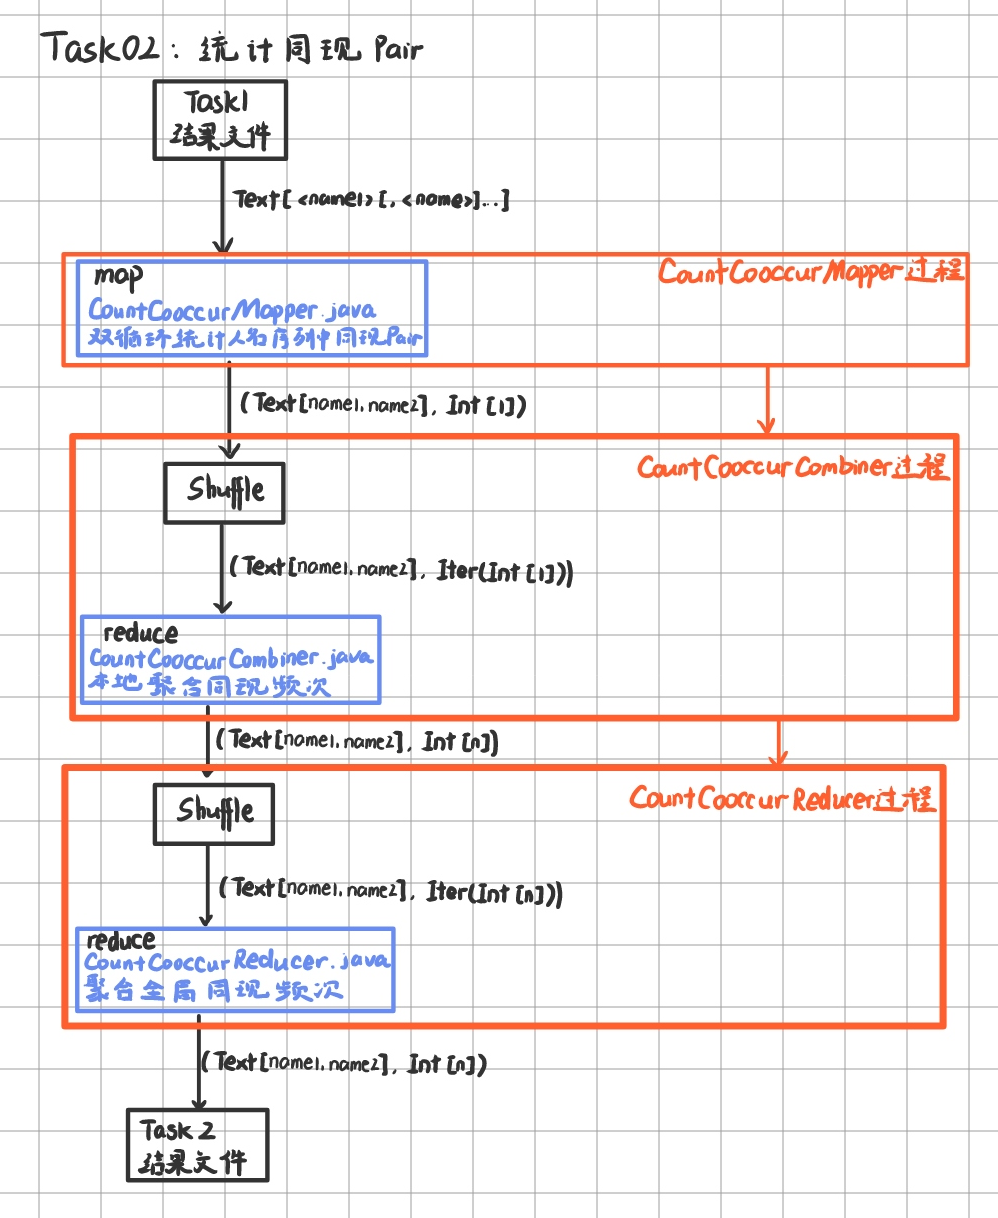 Task02: 统计同现Pair
Task1
结果文件
Text[<name1>[,<name>]...]
map
CountCooccurMapper过程
CountCooccurMapper.java
双循环统计人名序列中同现Pair
(Text[name1,name2], Int[1])
CountCooccurCombiner过程
Shuffle
(Text[name1,name2], Iter(Int[1]))
reduce
CountCooccurCombiner.java
本地聚合同现频次
(Text[name1,name2], Int[n])
CountCooccurReducer过程
Shuffle
(Text[name1,name2], Iter(Int[n]))
reduce
CountCooccurReducer.java
聚合全局同现频次
(Text[name1,name2], Int[n])
Task2
结果文件